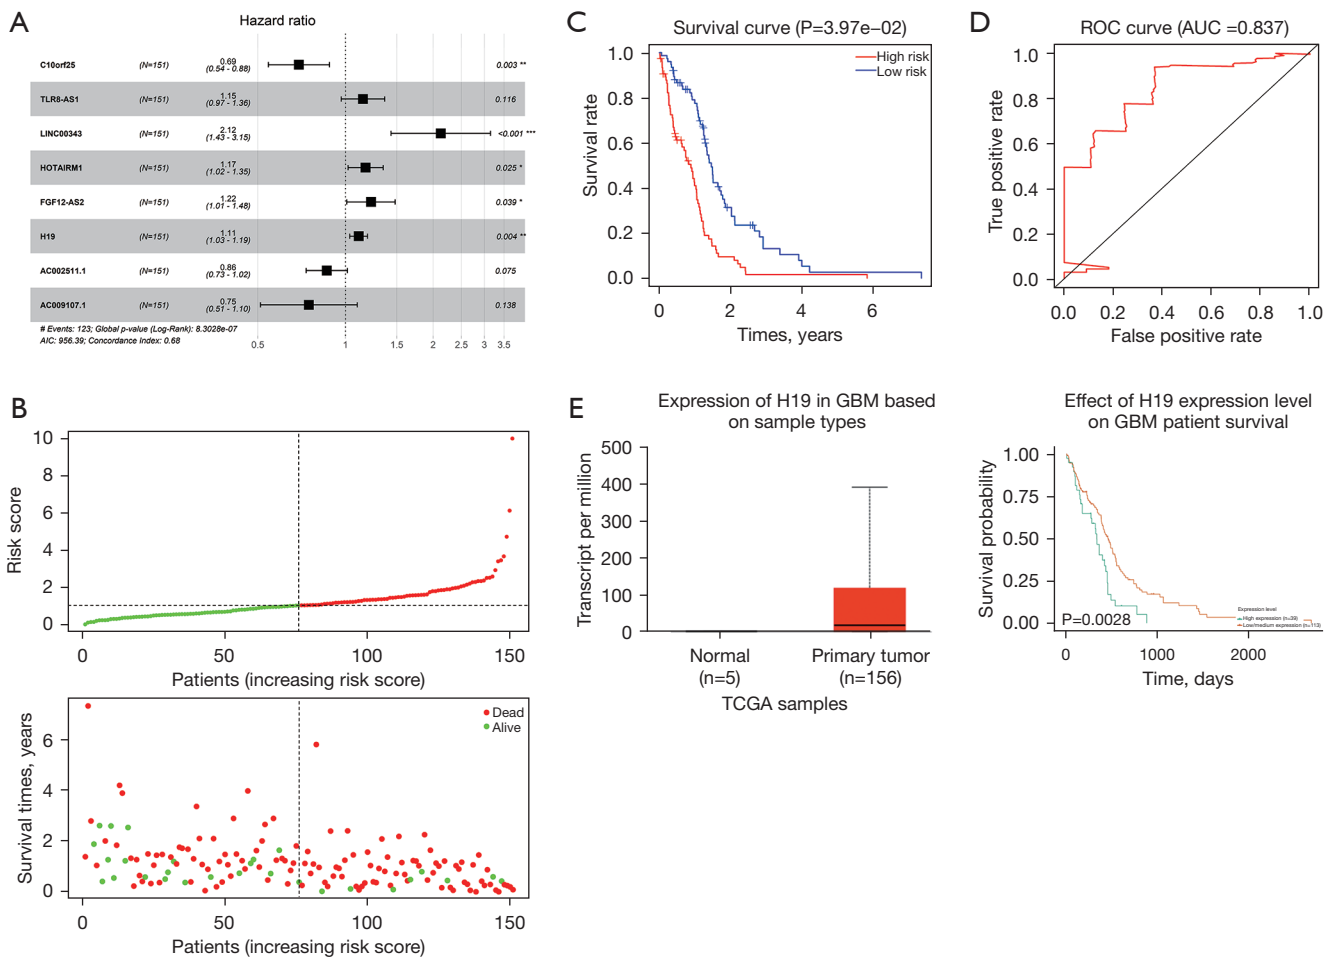 A
Hazard ratio
C10orf25 (N=151) 0.69 (0.54 - 0.88) 0.003 **
TLR8-AS1 (N=151) 1.15 (0.97 - 1.36) 0.116
LINC00343 (N=151) 2.12 (1.43 - 3.15) <0.001 ***
HOTAIRM1 (N=151) 1.17 (1.02 - 1.35) 0.025 *
FGF12-AS2 (N=151) 1.22 (1.01 - 1.48) 0.039 *
H19 (N=151) 1.11 (1.03 - 1.19) 0.004 **
AC002511.1 (N=151) 0.86 (0.73 - 1.02) 0.075
AC009107.1 (N=151) 0.75 (0.51 - 1.10) 0.138
# Events: 123; Global p-value (Log-Rank): 8.3028e-07
AIC: 956.39; Concordance Index: 0.68
0.5 1 1.5 2 2.5 3 3.5
B
Risk score
10
8
6
4
2
0
0 50 100 150
Patients (increasing risk score)
Survival times, years
6
4
2
0
Dead
Alive
0 50 100 150
Patients (increasing risk score)
C
Survival curve (P=3.97e−02)
Survival rate
1.0
0.8
0.6
0.4
0.2
0.0
High risk
Low risk
0 2 4 6
Times, years
D
ROC curve (AUC =0.837)
True positive rate
1.0
0.8
0.6
0.4
0.2
0.0
0.0 0.2 0.4 0.6 0.8 1.0
False positive rate
E
Expression of H19 in GBM based
on sample types
Transcript per million
500
400
300
200
100
0
Normal Primary tumor
(n=5) (n=156)
TCGA samples
Effect of H19 expression level
on GBM patient survival
Survival probability
1.00
0.75
0.50
0.25
0.00
P=0.0028
Expression level
High expression (n=39)
Low/medium expression (n=113)
0 1000 2000
Time, days